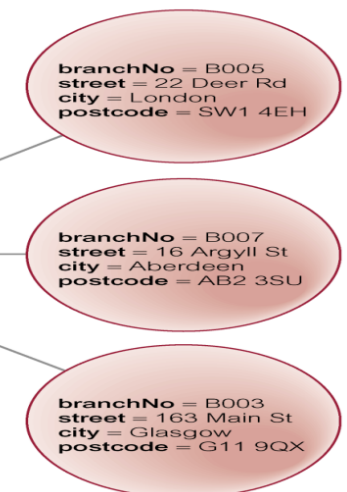 branchNo = B005
street = 22 Deer Rd
city = London
postcode = SW1 4EH
branchNo = B007
street = 16 Argyll St
city = Aberdeen
postcode = AB2 3SU
branchNo = B003
street = 163 Main St
city = Glasgow
postcode = G11 9QX